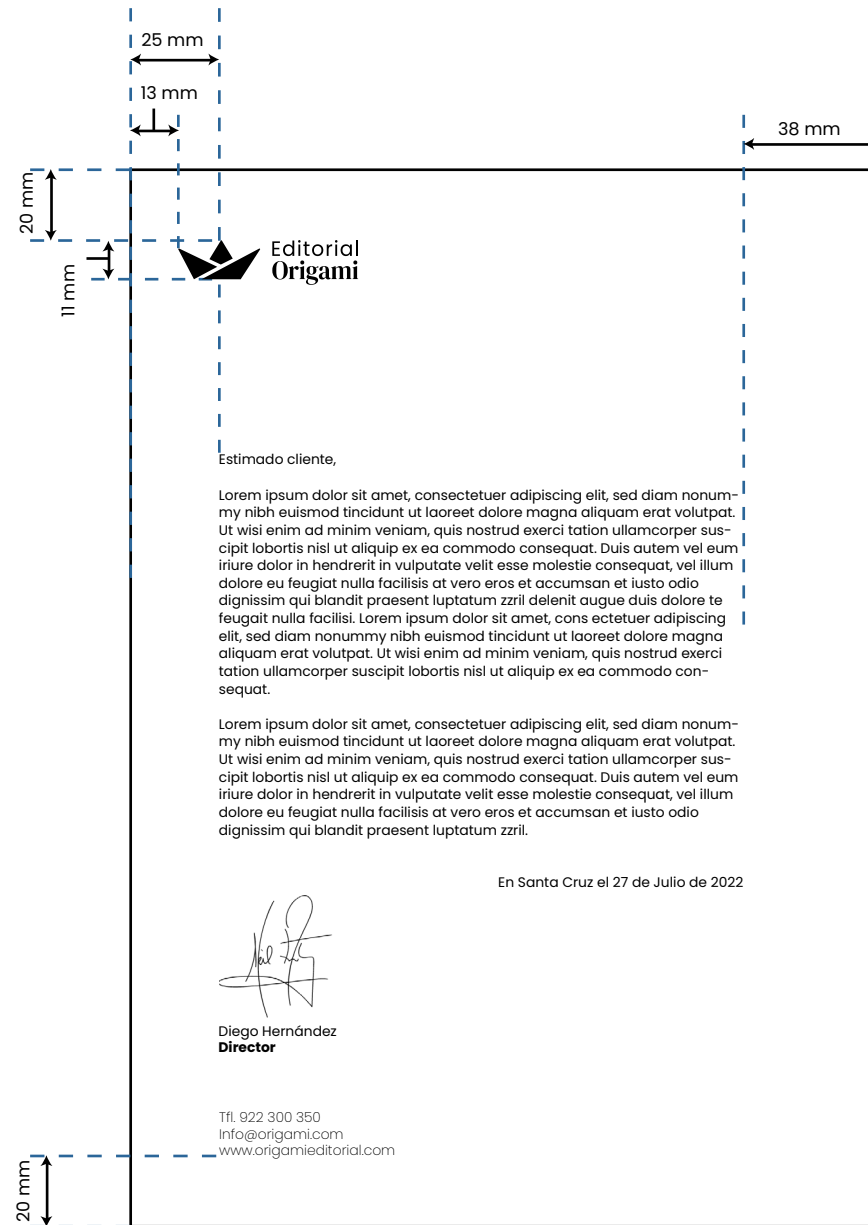 25 mm
13 mm
38 mm
20 mm
11 mm
Editorial
Origami
Estimado cliente,
Lorem ipsum dolor sit amet, consectetuer adipiscing elit, sed diam nonum-
my nibh euismod tincidunt ut laoreet dolore magna aliquam erat volutpat.
Ut wisi enim ad minim veniam, quis nostrud exerci tation ullamcorper sus-
cipit lobortis nisl ut aliquip ex ea commodo consequat. Duis autem vel eum
iriure dolor in hendrerit in vulputate velit esse molestie consequat, vel illum
dolore eu feugiat nulla facilisis at vero eros et accumsan et iusto odio
dignissim qui blandit praesent luptatum zzril delenit augue duis dolore te
feugait nulla facilisi. Lorem ipsum dolor sit amet, cons ectetuer adipiscing
elit, sed diam nonummy nibh euismod tincidunt ut laoreet dolore magna
aliquam erat volutpat. Ut wisi enim ad minim veniam, quis nostrud exerci
tation ullamcorper suscipit lobortis nisl ut aliquip ex ea commodo con-
sequat.
Lorem ipsum dolor sit amet, consectetuer adipiscing elit, sed diam nonum-
my nibh euismod tincidunt ut laoreet dolore magna aliquam erat volutpat.
Ut wisi enim ad minim veniam, quis nostrud exerci tation ullamcorper sus-
cipit lobortis nisl ut aliquip ex ea commodo consequat. Duis autem vel eum
iriure dolor in hendrerit in vulputate velit esse molestie consequat, vel illum
dolore eu feugiat nulla facilisis at vero eros et accumsan et iusto odio
dignissim qui blandit praesent luptatum zzril.
En Santa Cruz el 27 de Julio de 2022
Neil
Diego Hernández
Director
Tfl. 922 300 350
Info@origami.com
www.origamieditorial.com
20 mm